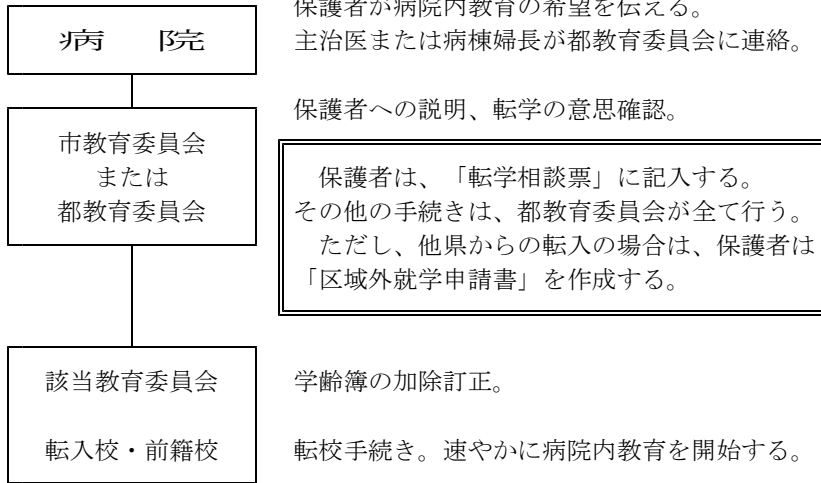 保護者が病院内教育の希望を伝える。
病 院
主治医または病棟婦長が都教育委員会に連絡。
保護者への説明、転学の意思確認。
市教育委員会
または
都教育委員会
保護者は、「転学相談票」に記入する。
その他の手続きは、都教育委員会が全て行う。
ただし、他県からの転入の場合は、保護者は
「区域外就学申請書」を作成する。
該当教育委員会
学齢簿の加除訂正。
転入校・前籍校
転校手続き。速やかに病院内教育を開始する。